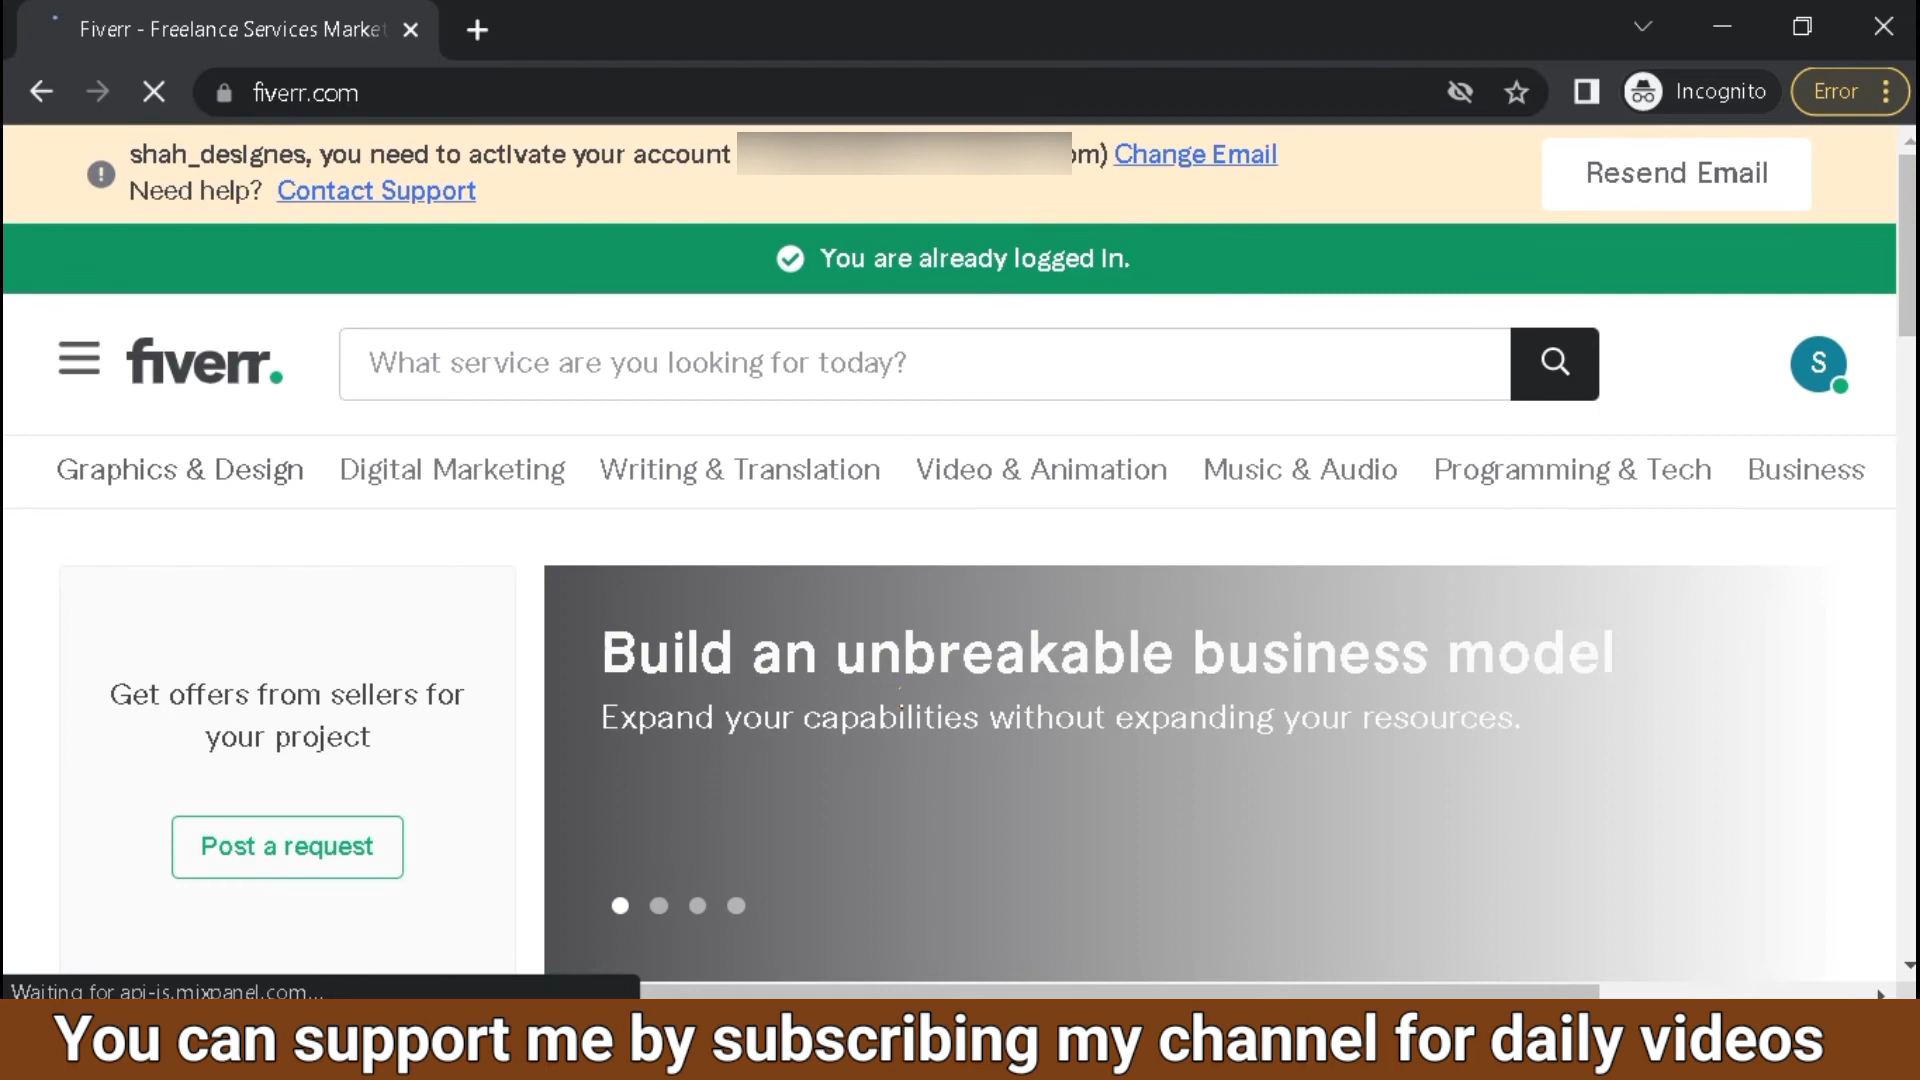 Fiverr - Freelance Services Market
fiverr.com
Incognito
Error
shah_designes, you need to activate your account om) Change Email
Need help? Contact Support
Resend Email
You are already logged in.
fiverr.
What service are you looking for today?
S
Graphics & Design Digital Marketing Writing & Translation Video & Animation Music & Audio Programming & Tech Business
Get offers from sellers for
your project
Post a request
Build an unbreakable business model
Expand your capabilities without expanding your resources.
Waiting for api-js.mixpanel.com...
You can support me by subscribing my channel for daily videos